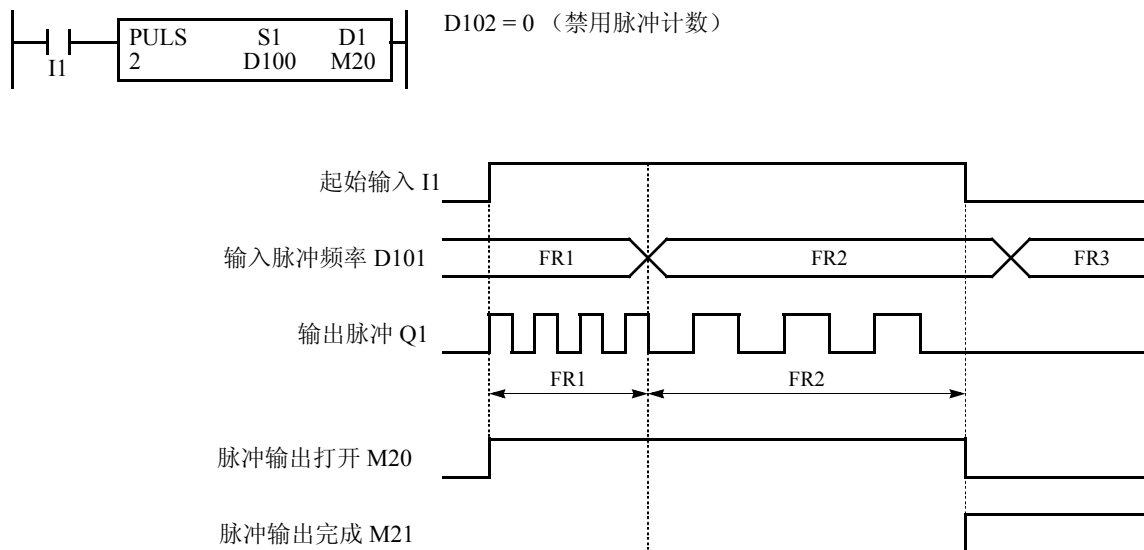 PULS S1 D1
2 D100 M20
I1
D102 = 0 （禁用脉冲计数）
起始输入 I1
输入脉冲频率 D101
FR1 FR2 FR3
输出脉冲 Q1
FR1 FR2
脉冲输出打开 M20
脉冲输出完成 M21